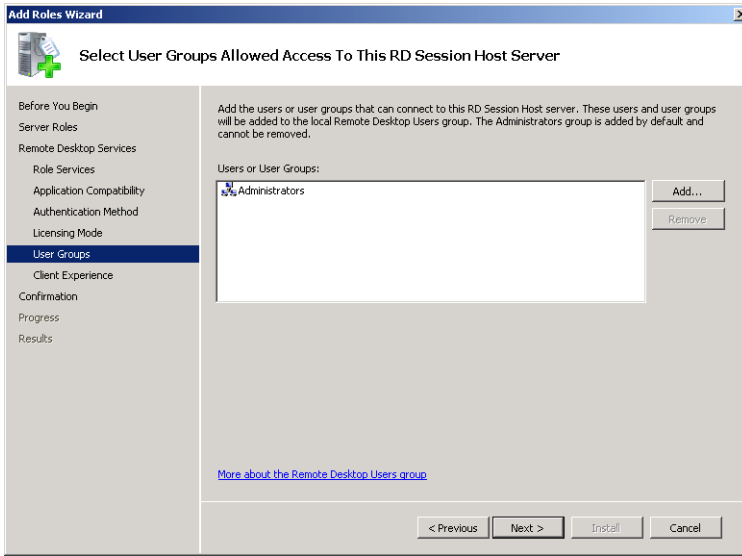 Add Roles Wizard
Select User Groups Allowed Access To This RD Session Host Server
Before You Begin
Server Roles
Remote Desktop Services
Role Services
Application Compatibility
Authentication Method
Licensing Mode
User Groups
Client Experience
Confirmation
Progress
Results
Add the users or user groups that can connect to this RD Session Host server. These users and user groups
will be added to the local Remote Desktop Users group. The Administrators group is added by default and
cannot be removed.
Users or User Groups:
Administrators
Add...
Remove
More about the Remote Desktop Users group
< Previous
Next >
Install
Cancel